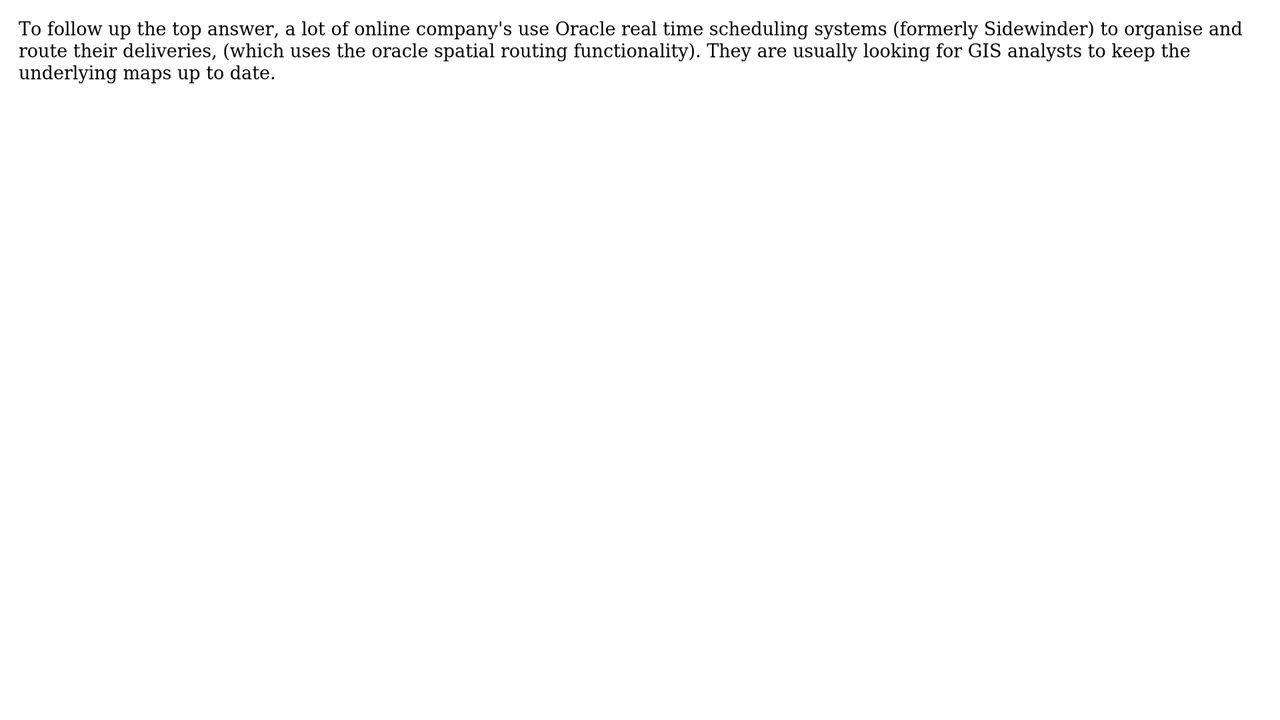 To follow up the top answer, a lot of online company's use Oracle real time scheduling systems (formerly Sidewinder) to organise and
route their deliveries, (which uses the oracle spatial routing functionality). They are usually looking for GIS analysts to keep the
underlying maps up to date.